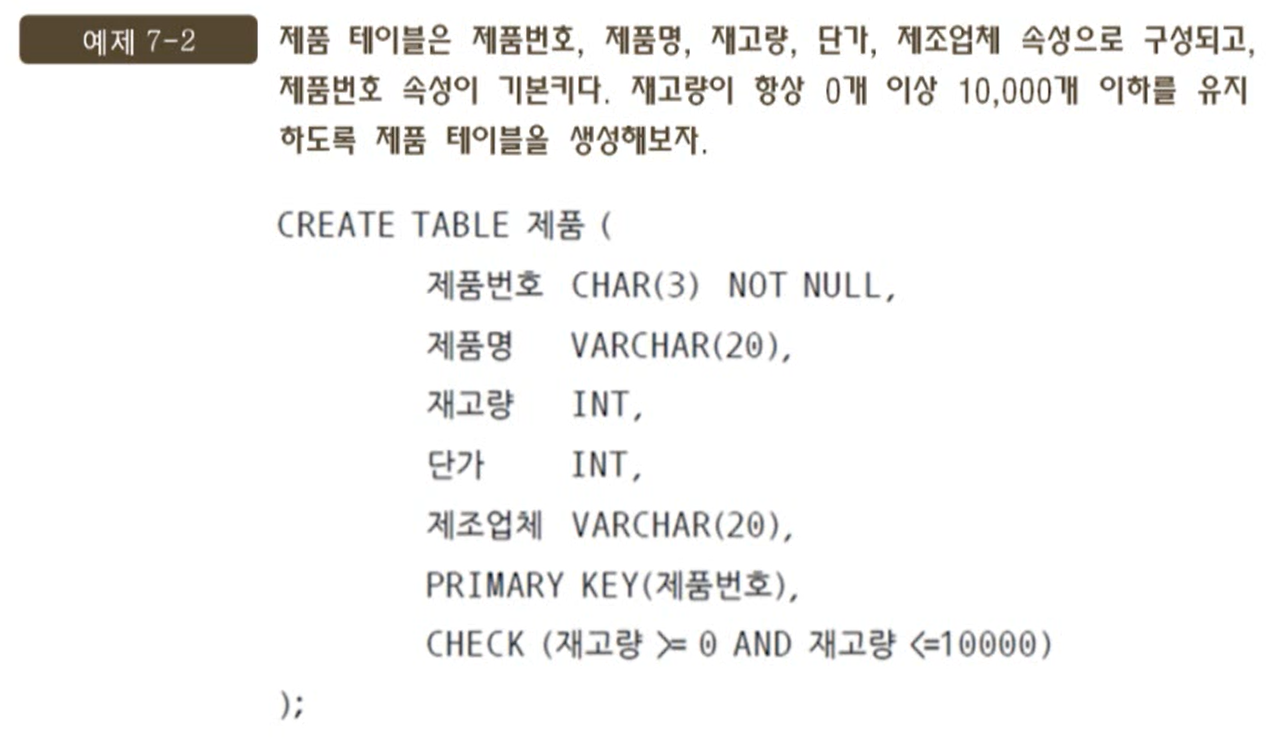 예제 7-2
제품 테이블은 제품번호, 제품명, 재고량, 단가, 제조업체 속성으로 구성되고,
제품번호 속성이 기본키다. 재고량이 항상 0개 이상 10,000개 이하를 유지
하도록 제품 테이블을 생성해보자.
CREATE TABLE 제품 (
제품번호 CHAR(3) NOT NULL,
제품명 VARCHAR(20),
재고량 INT,
단가 INT,
제조업체 VARCHAR(20),
PRIMARY KEY(제품번호),
CHECK (재고량 >= 0 AND 재고량 <=10000)
);